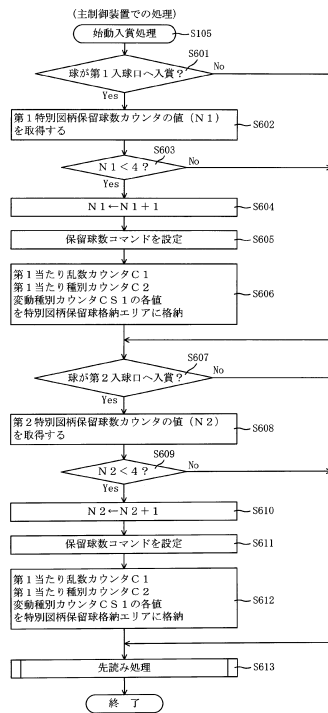 (主制御装置での処理)
始動入賞処理
S105
球が第1入球口へ入賞?
S601
No
Yes
第1特別図柄保留球数カウンタの値(N1)
を取得する
S602
N1<4?
S603
No
Yes
N1←N1+1
S604
保留球数コマンドを設定
S605
第1当たり乱数カウンタC1
第1当たり種別カウンタC2
変動種別カウンタCS1の各値
を特別図柄保留球格納エリアに格納
S606
球が第2入球口へ入賞?
S607
No
Yes
第2特別図柄保留球数カウンタの値(N2)
を取得する
S608
N2<4?
S609
No
Yes
N2←N2+1
S610
保留球数コマンドを設定
S611
第1当たり乱数カウンタC1
第1当たり種別カウンタC2
変動種別カウンタCS1の各値
を特別図柄保留球格納エリアに格納
S612
先読み処理
S613
終 了